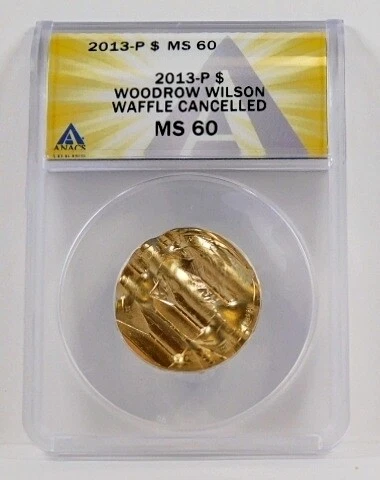 2013-P $ MS 60
2013-P $
WOODROW WILSON
WAFFLE CANCELLED
MS 60
ANACS